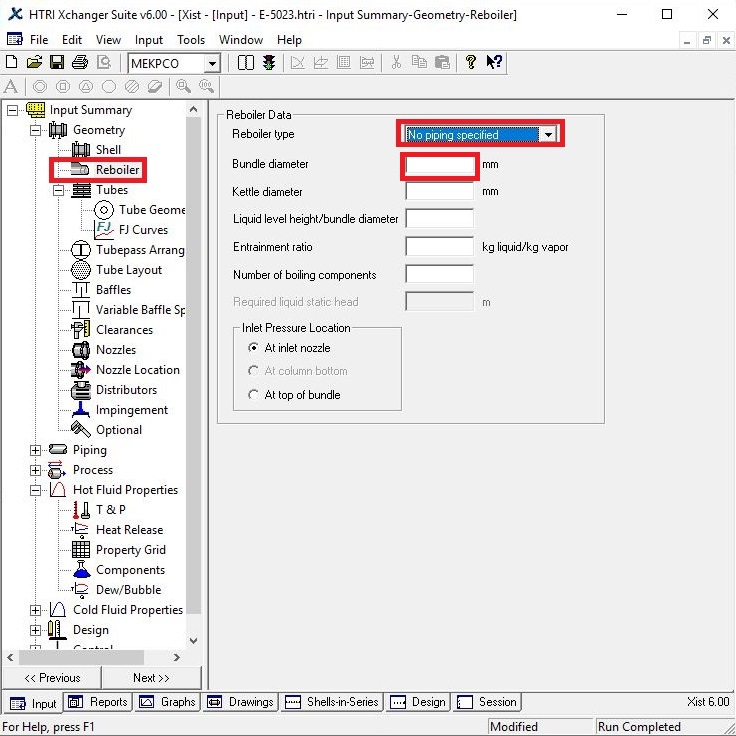 HTRI Xchanger Suite v6.00 - [Xist - [Input] - E-5023.htri - Input Summary-Geometry-Reboiler]
File Edit View Input Tools Window Help
MEKPCO
Input Summary
Geometry
Shell
Reboiler
Tubes
Tube Geome
FJ Curves
Tubepass Arrang
Tube Layout
Baffles
Variable Baffle Sp
Clearances
Nozzles
Nozzle Location
Distributors
Impingement
Optional
Piping
Process
Hot Fluid Properties
T & P
Heat Release
Property Grid
Components
Dew/Bubble
Cold Fluid Properties
Design
<< Previous Next >>
Reboiler Data
Reboiler type No piping specified
Bundle diameter mm
Kettle diameter mm
Liquid level height/bundle diameter
Entrainment ratio kg liquid/kg vapor
Number of boiling components
Required liquid static head m
Inlet Pressure Location
At inlet nozzle
At column bottom
At top of bundle
Input Reports Graphs Drawings Shells-in-Series Design Session Xist 6.00
For Help, press F1 Modified Run Completed